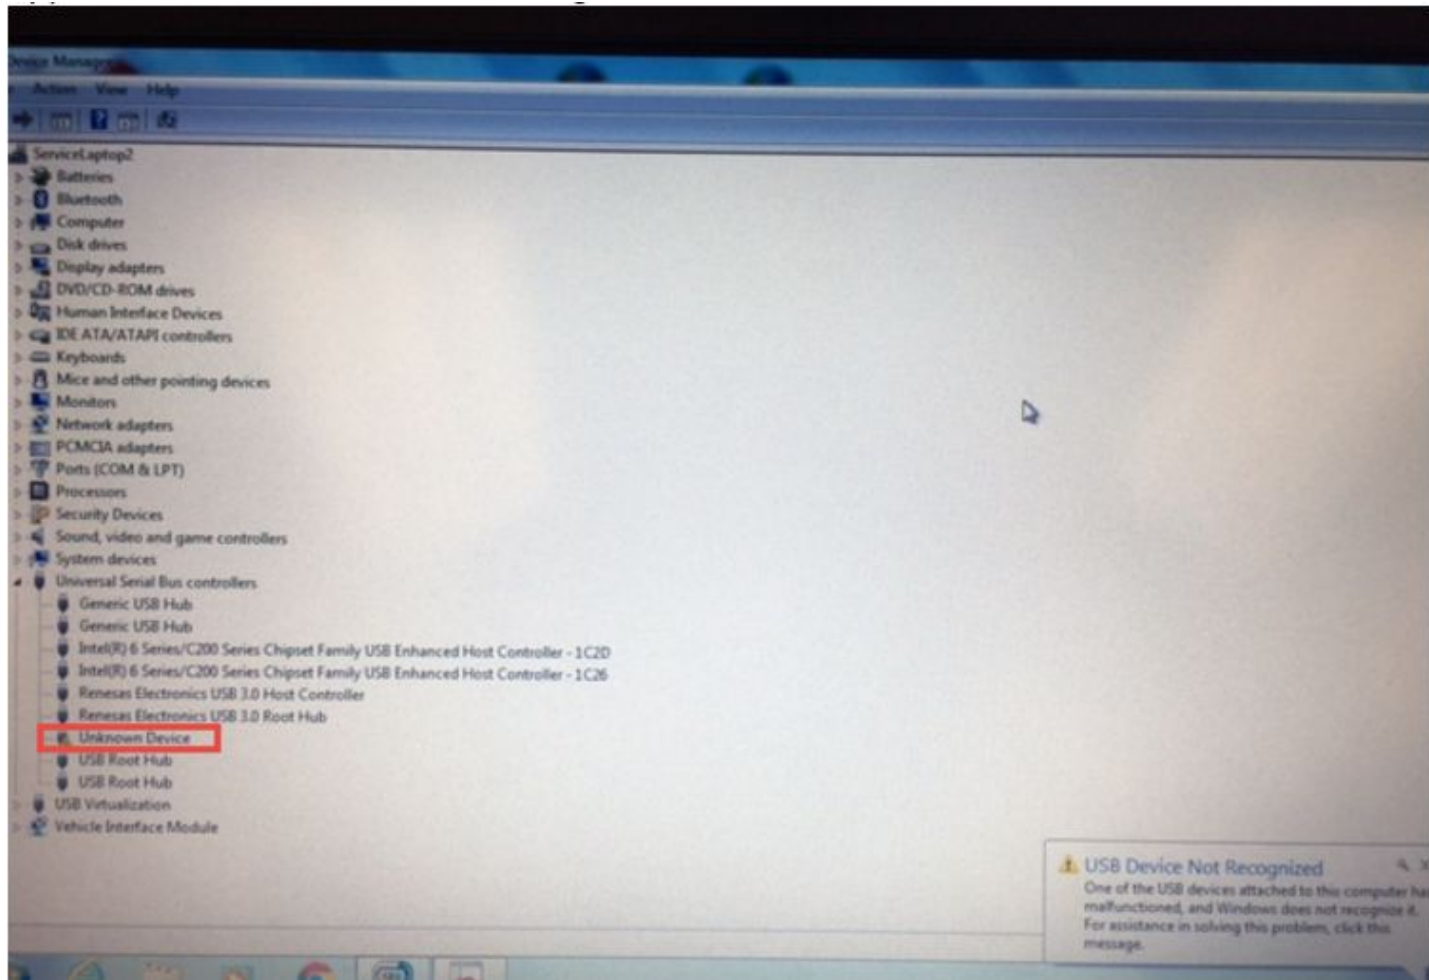 Device Manager
Action View Help
ServiceLaptop2
Batteries
Bluetooth
Computer
Disk drives
Display adapters
DVD/CD-ROM drives
Human Interface Devices
IDE ATA/ATAPI controllers
Keyboards
Mice and other pointing devices
Monitors
Network adapters
PCMCIA adapters
Ports (COM & LPT)
Processors
Security Devices
Sound, video and game controllers
System devices
Universal Serial Bus controllers
Generic USB Hub
Generic USB Hub
Intel(R) 6 Series/C200 Series Chipset Family USB Enhanced Host Controller - 1C2D
Intel(R) 6 Series/C200 Series Chipset Family USB Enhanced Host Controller - 1C26
Renesas Electronics USB 3.0 Host Controller
Renesas Electronics USB 3.0 Root Hub
Unknown Device
USB Root Hub
USB Root Hub
USB Virtualization
Vehicle Interface Module
USB Device Not Recognized
One of the USB devices attached to this computer ha
malfunctioned, and Windows does not recognize it.
For assistance in solving this problem, click this
message.